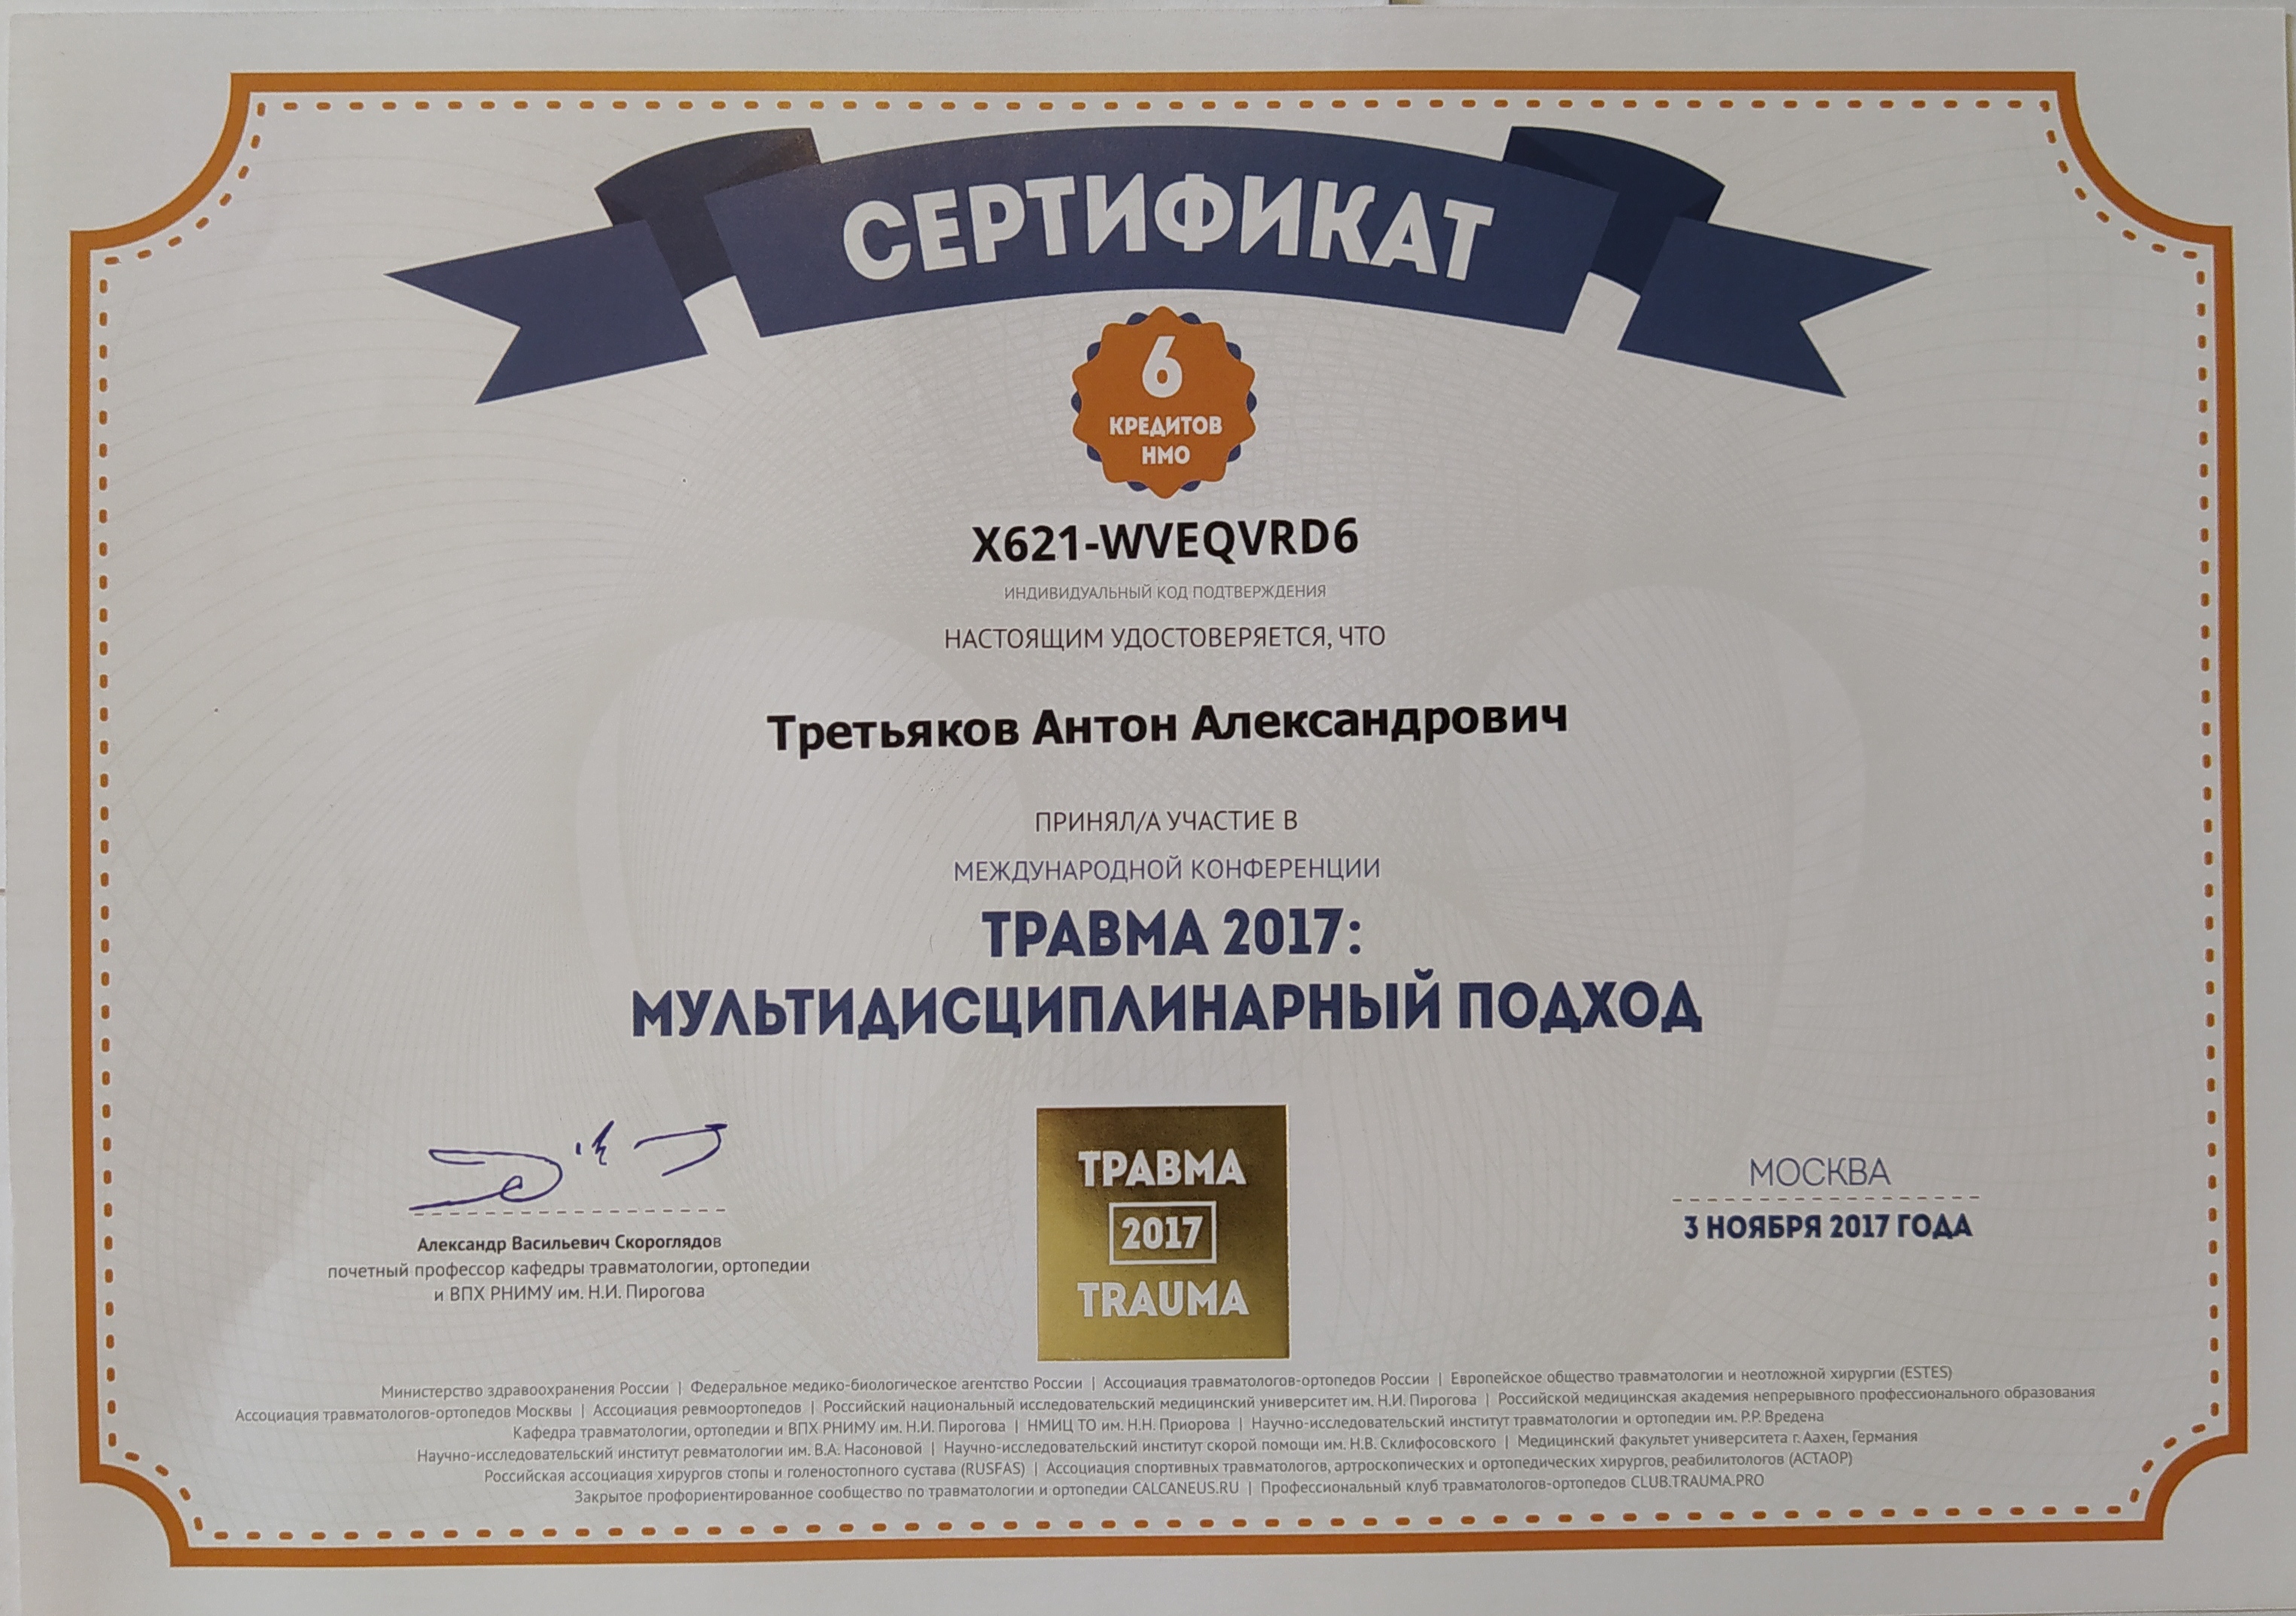 СЕРТИФИКАТ
6
КРЕДИТОВ
НМО
X621-WVEQVRD6
ИНДИВИДУАЛЬНЫЙ КОД ПОДТВЕРЖДЕНИЯ
НАСТОЯЩИМ УДОСТОВЕРЯЕТСЯ, ЧТО
Третьяков Антон Александрович
ПРИНЯЛ/А УЧАСТИЕ В
МЕЖДУНАРОДНОЙ КОНФЕРЕНЦИИ
ТРАВМА 2017:
МУЛЬТИДИСЦИПЛИНАРНЫЙ ПОДХОД
Александр Васильевич Скороглядов
почетный профессор кафедры травматологии, ортопедии
и ВПХ РНИМУ им. Н.И. Пирогова
ТРАВМА
2017
TRAUMA
МОСКВА
3 НОЯБРЯ 2017 ГОДА
Министерство здравоохранения России | Федеральное медико-биологическое агентство России | Ассоциация травматологов-ортопедов России | Европейское общество травматологии и неотложной хирургии (ESTES)
Ассоциация травматологов-ортопедов Москвы | Ассоциация ревмоортопедов | Российский национальный исследовательский медицинский университет им. Н.И. Пирогова | Российской медицинская академия непрерывного профессионального образования
Кафедра травматологии, ортопедии и ВПХ РНИМУ им. Н.И. Пирогова | НМИЦ ТО им. Н.Н. Приорова | Научно-исследовательский институт травматологии и ортопедии им. Р.Р. Вредена
Научно-исследовательский институт ревматологии им. В.А. Насоновой | Научно-исследовательский институт скорой помощи им. Н.В. Склифосовского | Медицинский факультет университета г. Аахен, Германия
Российская ассоциация хирургов стопы и голеностопного сустава (RUSFAS) | Ассоциация спортивных травматологов, артроскопических и ортопедических хирургов, реабилитологов (АСТАОР)
Закрытое профориентированное сообщество по травматологии и ортопедии CALCANEUS.RU | Профессиональный клуб травматологов-ортопедов CLUB.TRAUMA.PRO